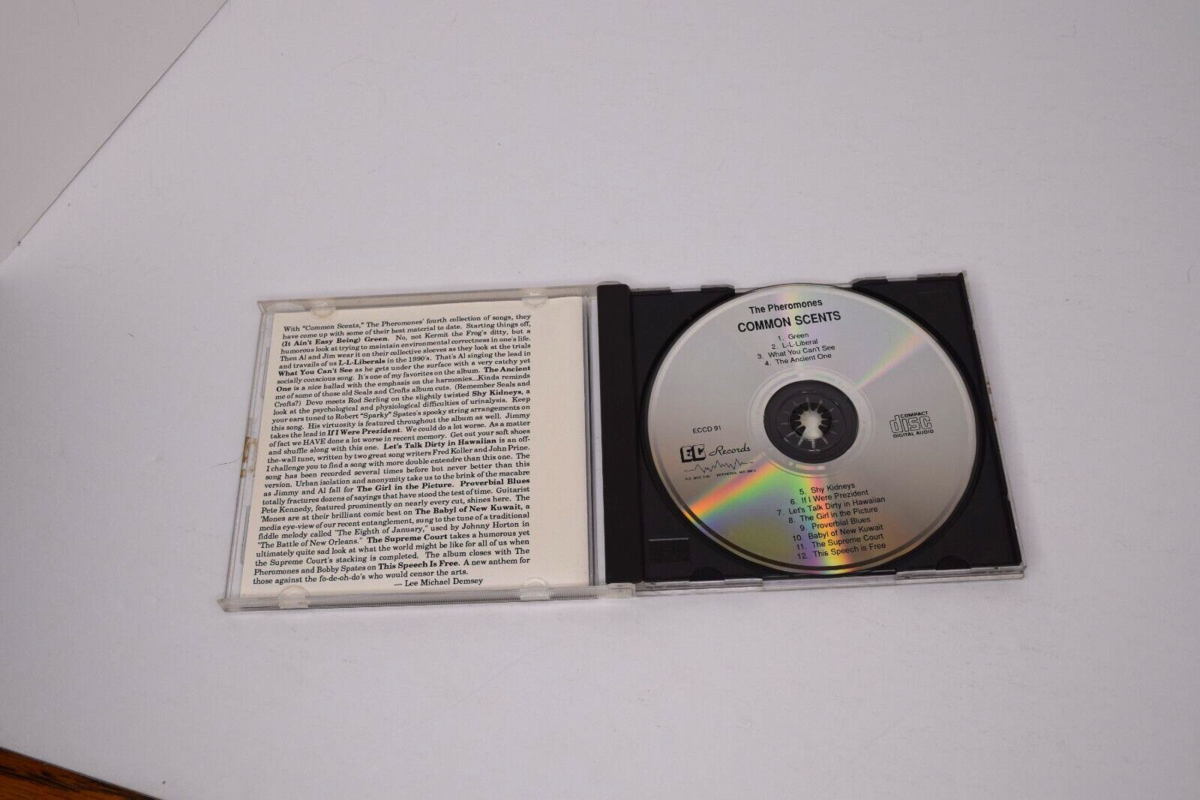 With "Common Scents," The Pheromones' fourth collection of songs, they
have come up with some of their best material to date. Starting things off,
(It Ain't Easy Being) Green. No, not Kermit the Frog's ditty, but a
humorous look at trying to maintain environmental correctness in one's life.
Then Al and Jim wear it on their collective sleeves as they look at the trials
and travails of us L-L-Liberals in the 1990's. That's Al singing the lead in
What You Can't See as he gets under the surface with a very catchy yet
socially conscious song. It's one of my favorites on the album. The Ancient
One is a nice ballad with the emphasis on the harmonies...Kinda reminds
me of some of those old Seals and Crofts album cuts. (Remember Seals and
Crofts?) Devo meets Rod Serling on the slightly twisted Shy Kidneys, a
look at the psychological and physiological difficulties of urinalysis. Keep
your ears tuned to Robert "Sparky" Spates's spooky string arrangements on
this song. His virtuosity is featured throughout the album as well. Jimmy
takes the lead in If I Were Prezident. We could do a lot worse. As a matter
of fact we HAVE done a lot worse in recent memory. Get out your soft shoes
and shuffle along with this one. Let's Talk Dirty in Hawaiian is an off-
the-wall tune, written by two great song writers Fred Koller and John Prine.
I challenge you to find a song with more double entendre than this one. The
song has been recorded several times before but never better than this
version. Urban isolation and anonymity take us to the brink of the macabre
as Jimmy and Al fall for The Girl in the Picture. Proverbial Blues
totally fractures dozens of sayings that have stood the test of time. Guitarist
Pete Kennedy, featured prominently on nearly every cut, shines here. The
'Mones are at their brilliant comic best on The Babyl of New Kuwait, a
media eye-view of our recent entanglement, sung to the tune of a traditional
fiddle melody called "The Eighth of January," used by Johnny Horton in
"The Battle of New Orleans." The Supreme Court takes a humorous yet
ultimately quite sad look at what the world might be like for all of us when
the Supreme Court's stacking is completed. The album closes with The
Pheromones and Bobby Spates on This Speech Is Free. A new anthem for
those against the fo-de-oh-do's who would censor the arts.
— Lee Michael Demsey
The Pheromones
COMMON SCENTS
1. Green
2. L-L-Liberal
3. What You Can't See
4. The Ancient One
ECCD 91
EC Records
COMPACT
disc
DIGITAL AUDIO
5. Shy Kidneys
6. If I Were Prezident
7. Let's Talk Dirty in Hawaiian
8. The Girl in the Picture
9. Proverbial Blues
10. Babyl of New Kuwait
11. The Supreme Court
12. This Speech is Free